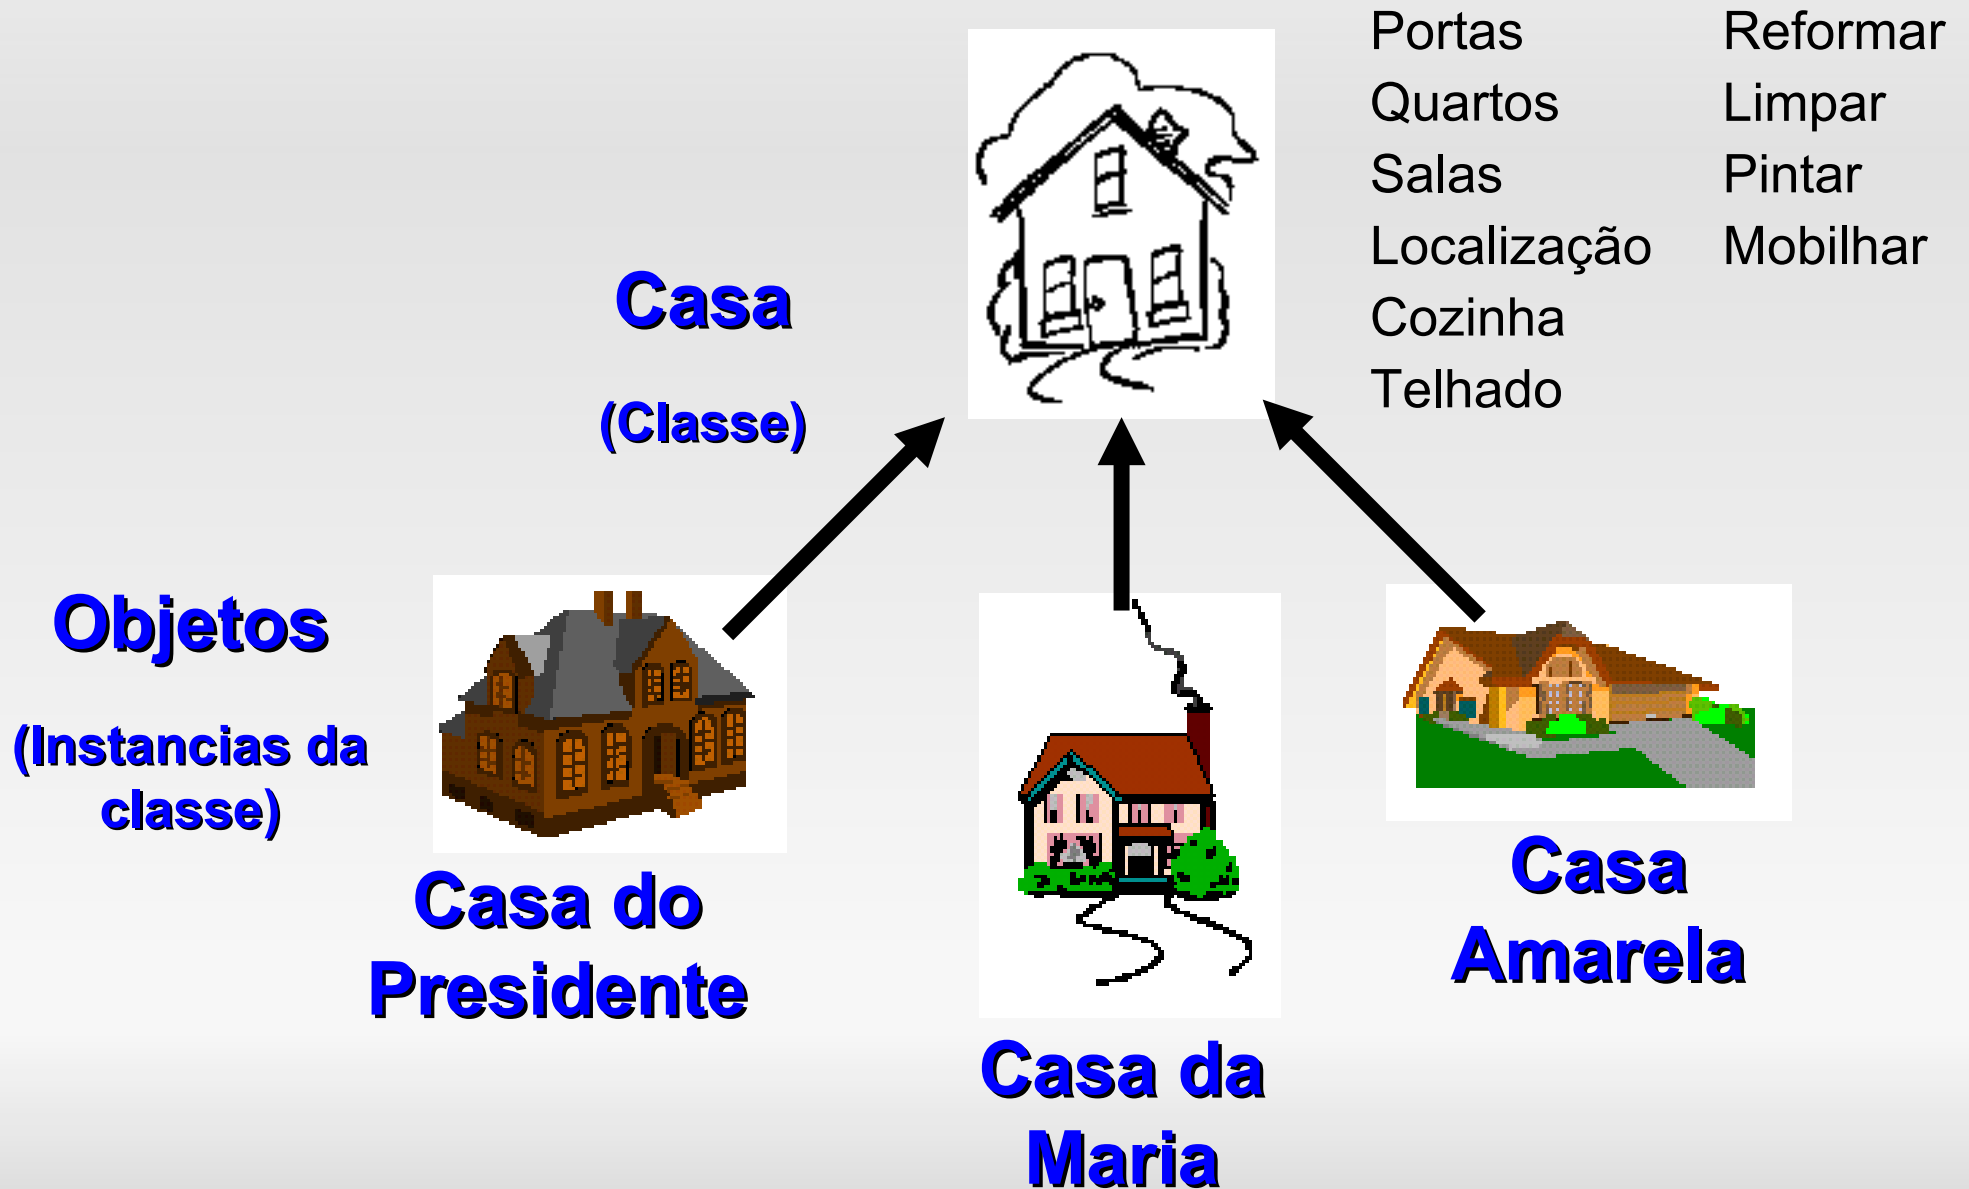 Portas
Quartos
Salas
Localização
Cozinha
Telhado
Reformar
Limpar
Pintar
Mobilhar
Casa
(Classe)
Objetos
(Instancias da
classe)
Casa do
Presidente
Casa da
Maria
Casa
Amarela